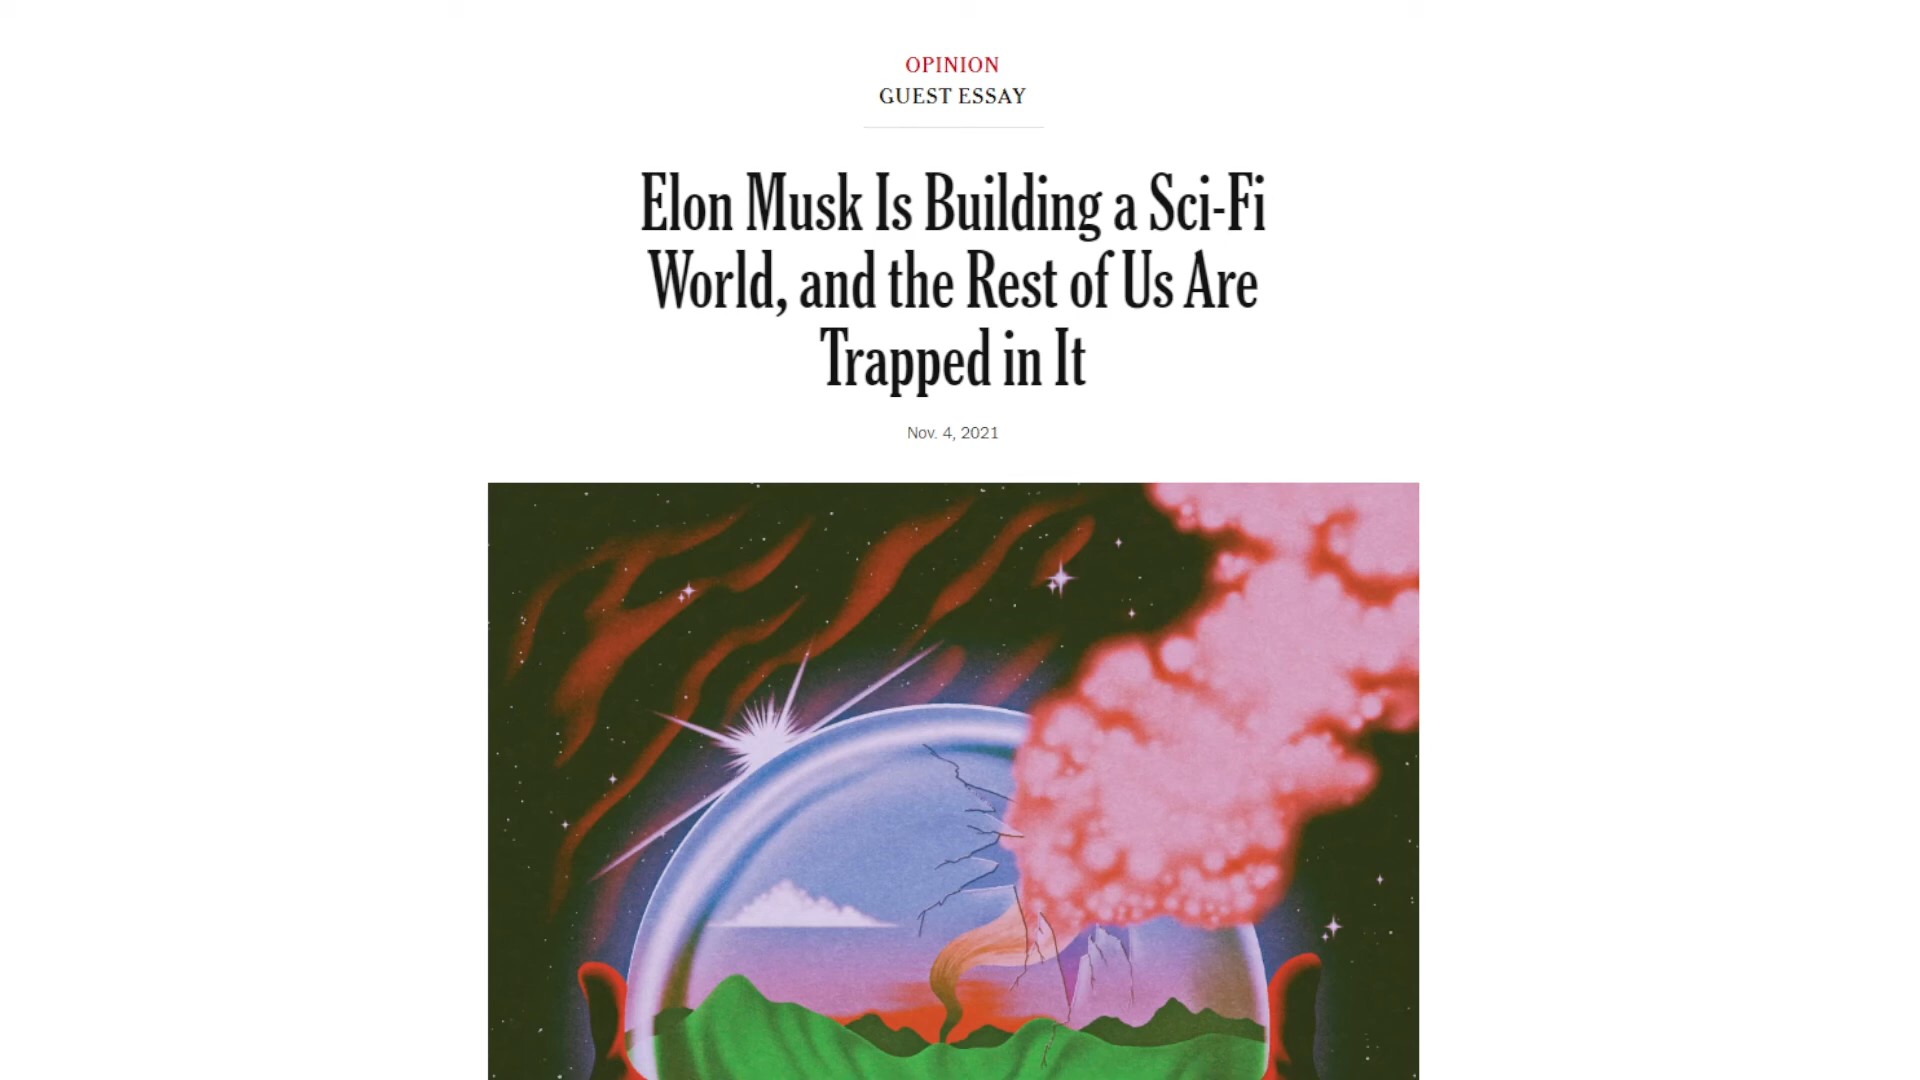 OPINION
GUEST ESSAY
Elon Musk Is Building a Sci-Fi
World, and the Rest of Us Are
Trapped in It
Nov. 4, 2021